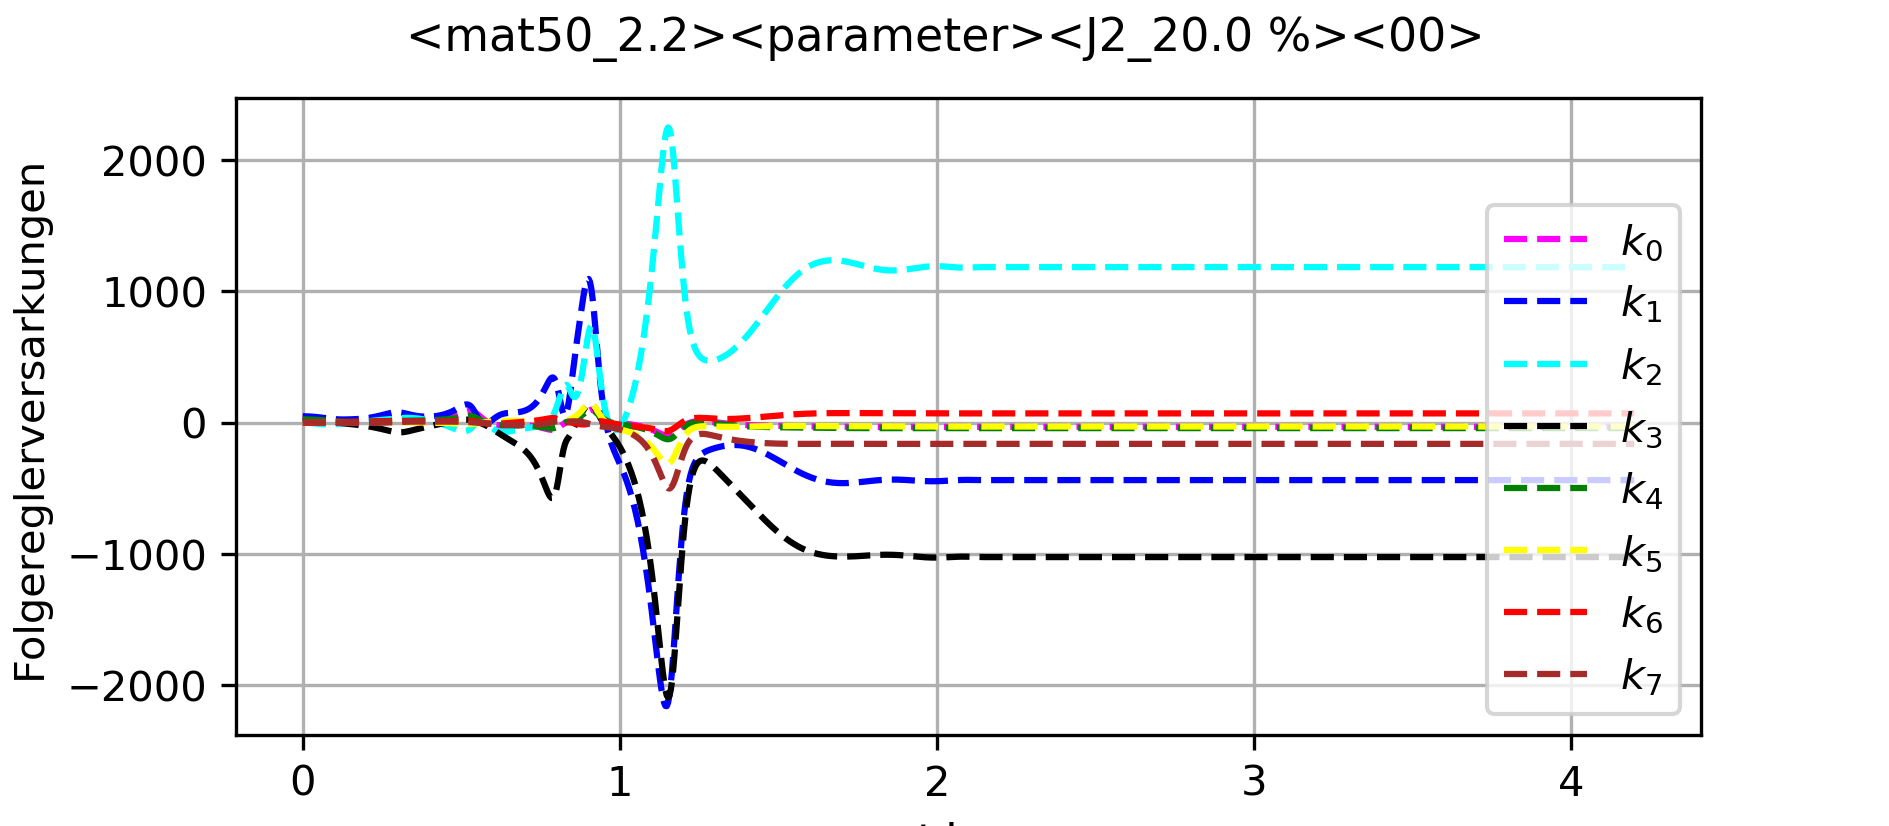 <mat50_2.2><parameter><J2_20.0 %><00>
Folgereglerversarkungen
2000
1000
0
−1000
−2000
0
1
2
3
4
k0
k1
k2
k3
k4
k5
k6
k7